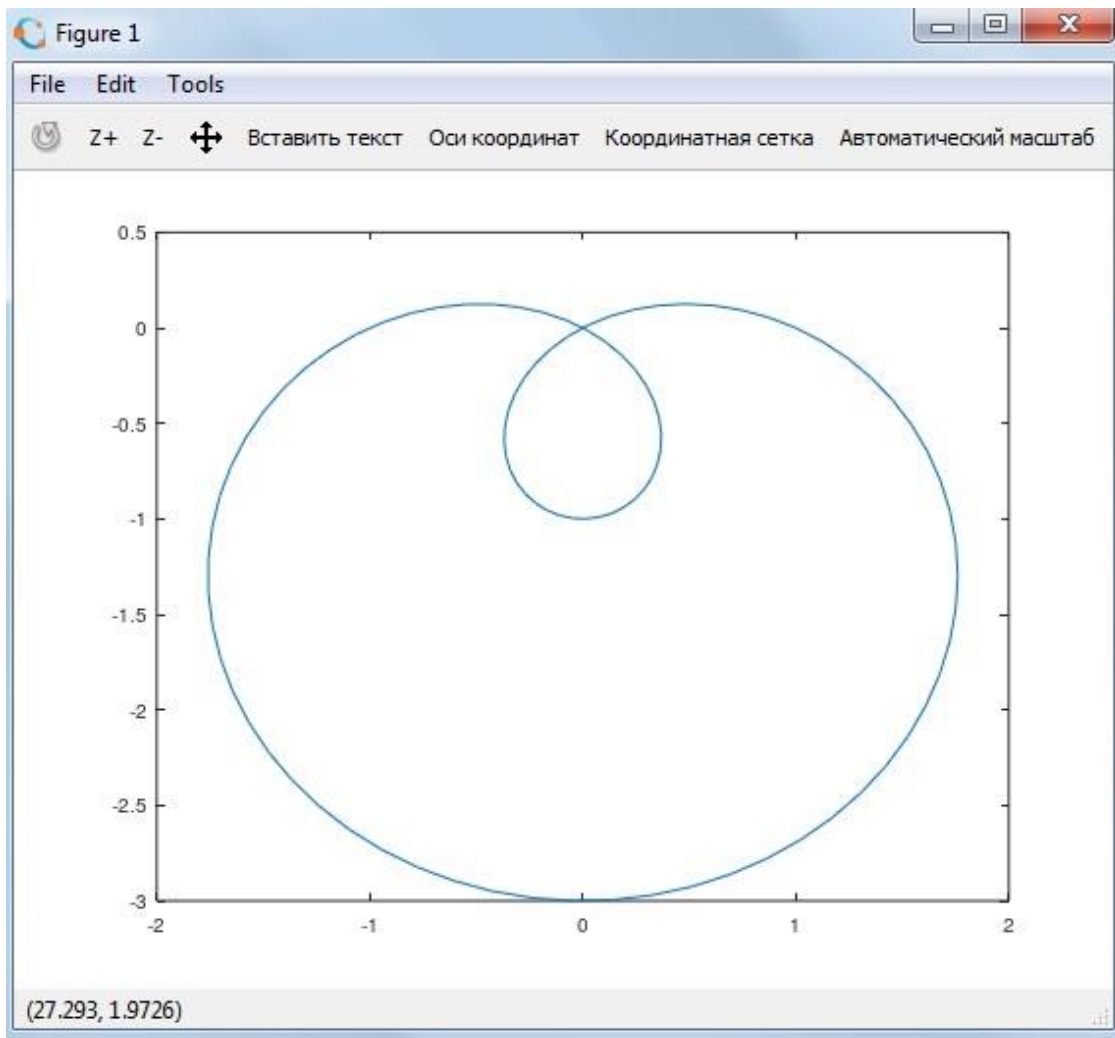 Figure 1
File Edit Tools
Z+ Z- Вставить текст Оси координат Координатная сетка Автоматический масштаб
0.5
0
-0.5
-1
-1.5
-2
-2.5
-3
-2 -1 0 1 2
(27.293, 1.9726)